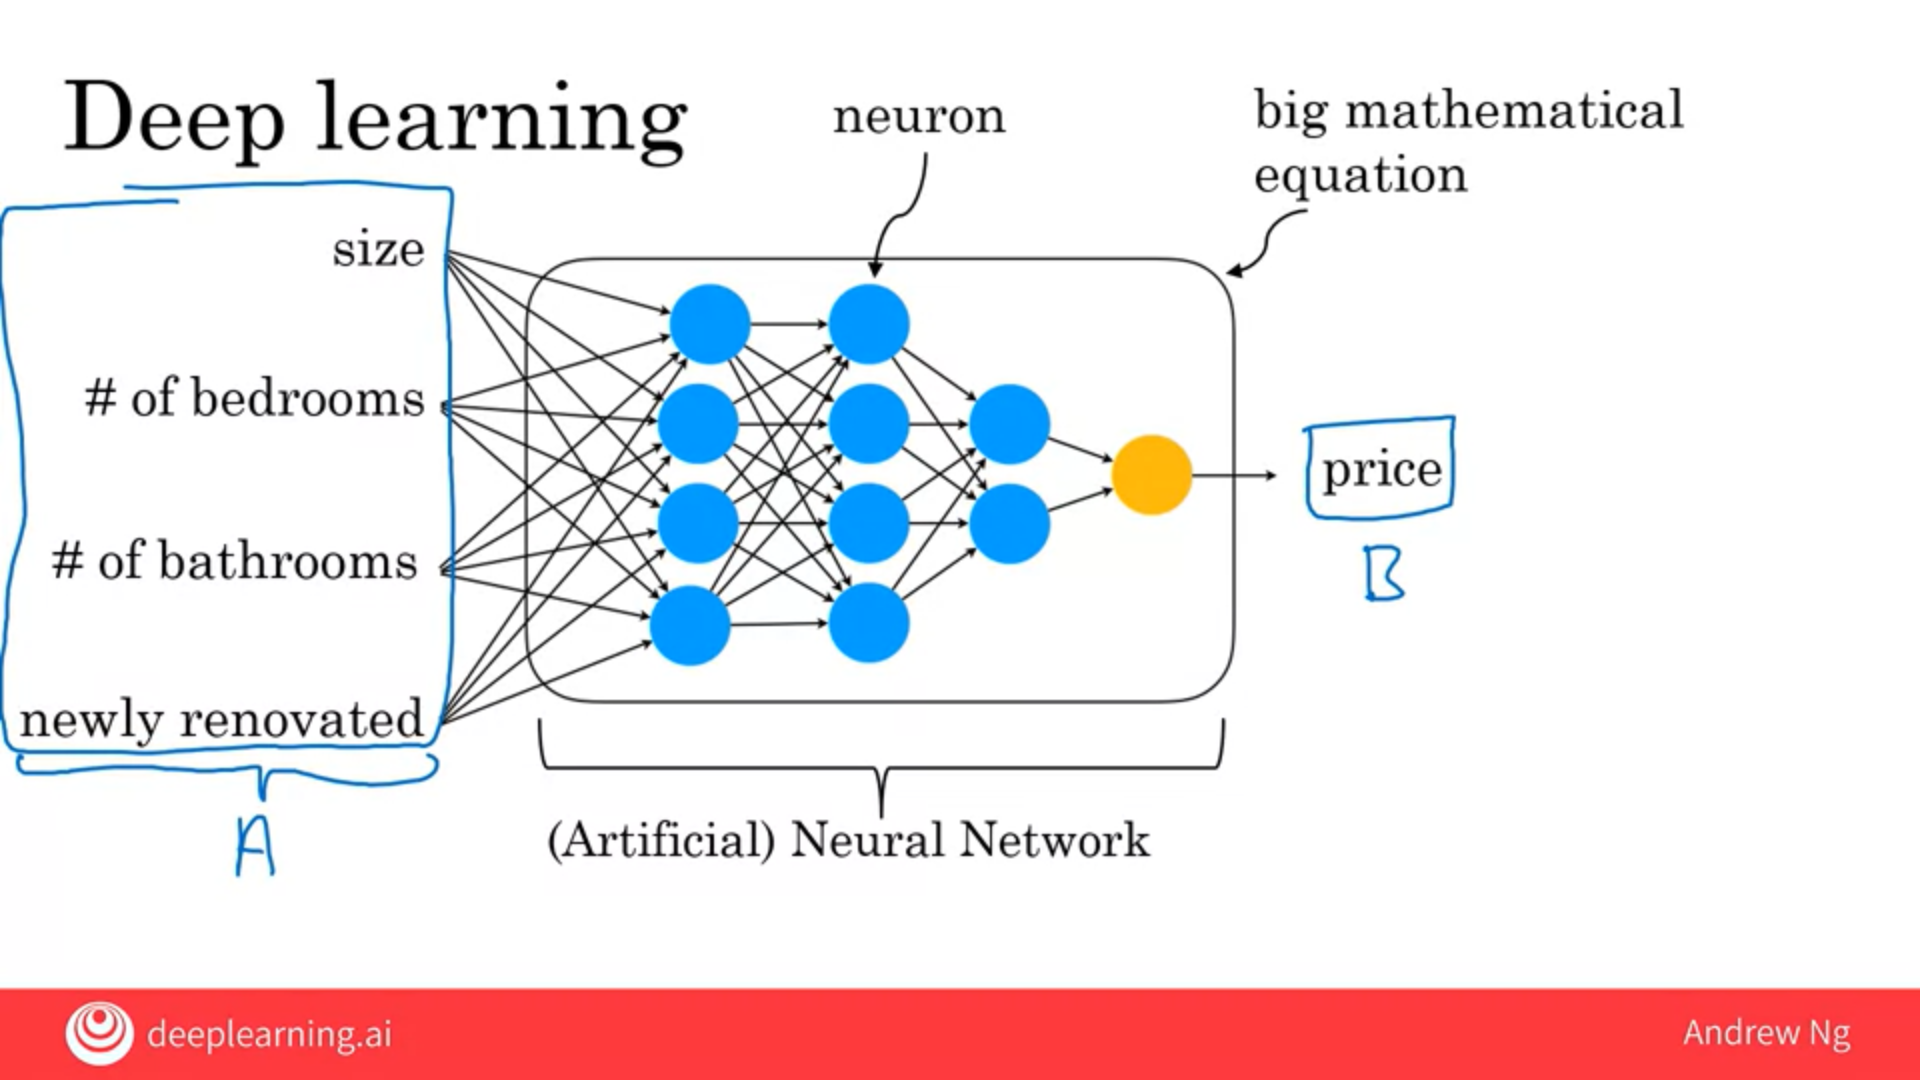 Deep learning
neuron
big mathematical
equation
size
# of bedrooms
# of bathrooms
newly renovated
price
B
A
(Artificial) Neural Network
deeplearning.ai
Andrew Ng